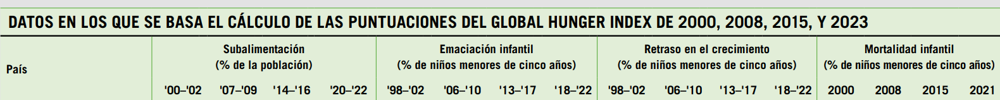 DATOS EN LOS QUE SE BASA EL CÁLCULO DE LAS PUNTUACIONES DEL GLOBAL HUNGER INDEX DE 2000, 2008, 2015, Y 2023
País
Subalimentación
(% de la población)
'00–'02 '07–'09 '14–'16 '20–'22
Emaciación infantil
(% de niños menores de cinco años)
'98–'02 '06–'10 '13–'17 '18–'22
Retraso en el crecimiento
(% de niños menores de cinco años)
'98–'02 '06–'10 '13–'17 '18–'22
Mortalidad infantil
(% de niños menores de cinco años)
2000 2008 2015 2021